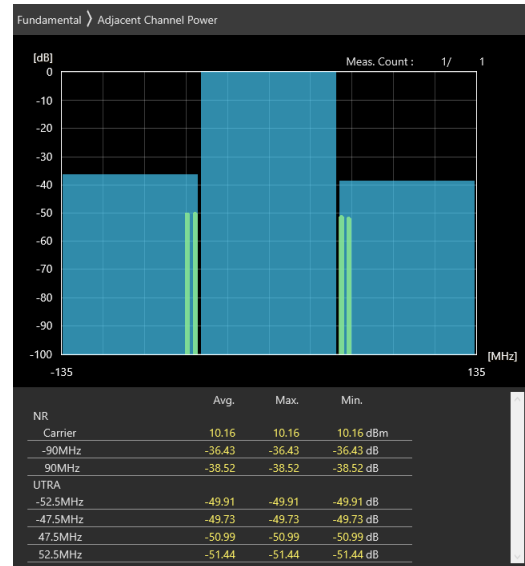 Fundamental 〉 Adjacent Channel Power
[dB]
Meas. Count : 1/ 1
0
-10
-20
-30
-40
-50
-60
-70
-80
-90
-100
[MHz]
-135 135
Avg. Max. Min.
NR
Carrier 10.16 10.16 10.16 dBm
-90MHz -36.43 -36.43 -36.43 dB
90MHz -38.52 -38.52 -38.52 dB
UTRA
-52.5MHz -49.91 -49.91 -49.91 dB
-47.5MHz -49.73 -49.73 -49.73 dB
47.5MHz -50.99 -50.99 -50.99 dB
52.5MHz -51.44 -51.44 -51.44 dB